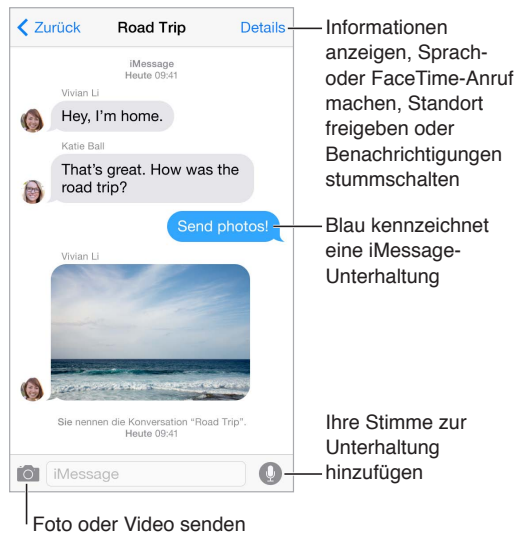 Zurück Road Trip Details
iMessage
Heute 09:41
Vivian Li
Hey, I'm home.
Katie Ball
That's great. How was the
road trip?
Send photos!
Vivian Li
Sie nennen die Konversation “Road Trip”.
Heute 09:41
iMessage
Informationen
anzeigen, Sprach-
oder FaceTime-Anruf
machen, Standort
freigeben oder
Benachrichtigungen
stummschalten
Blau kennzeichnet
eine iMessage-
Unterhaltung
Ihre Stimme zur
Unterhaltung
hinzufügen
Foto oder Video senden